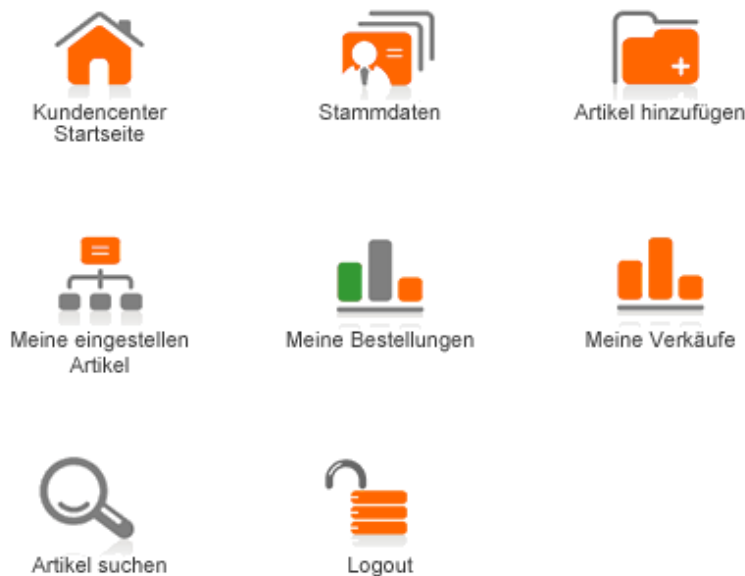 Kundencenter
Startseite
Stammdaten
Artikel hinzufügen
Meine eingestellen
Artikel
Meine Bestellungen
Meine Verkäufe
Artikel suchen
Logout